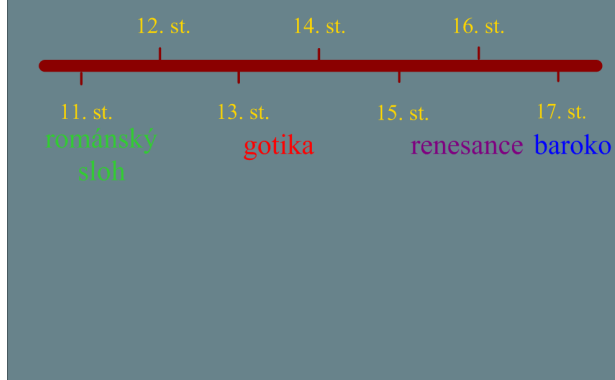 12. st.
14. st.
16. st.
11. st.
13. st.
15. st.
17. st.
románský
sloh
gotika
renesance
baroko